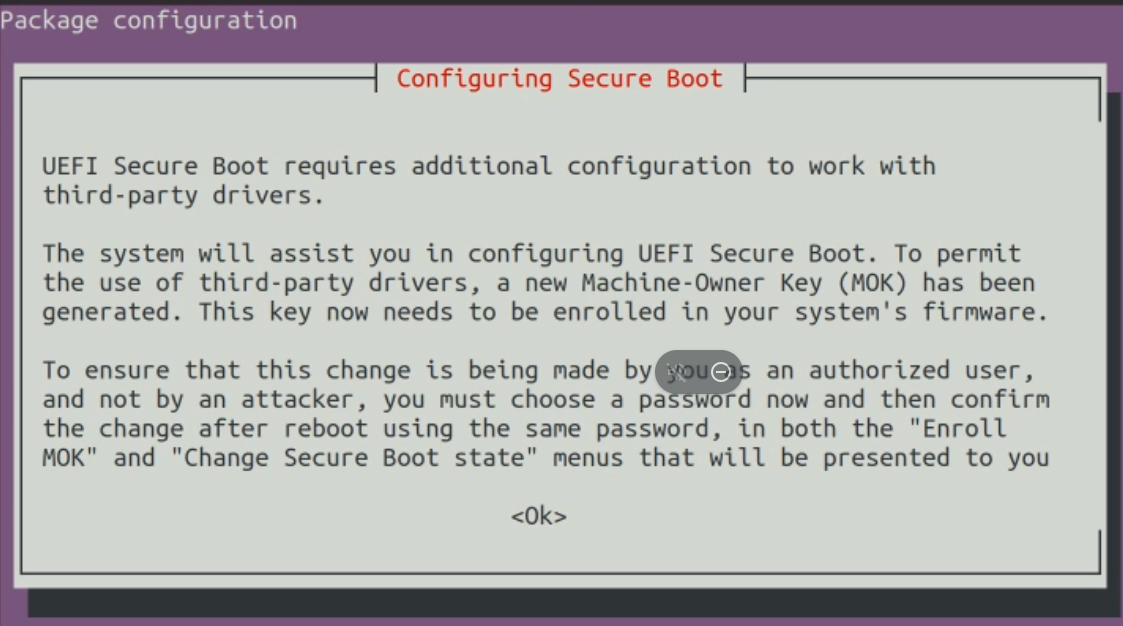 Package configuration
Configuring Secure Boot
UEFI Secure Boot requires additional configuration to work with
third-party drivers.
The system will assist you in configuring UEFI Secure Boot. To permit
the use of third-party drivers, a new Machine-Owner Key (MOK) has been
generated. This key now needs to be enrolled in your system's firmware.
To ensure that this change is being made by you as an authorized user,
and not by an attacker, you must choose a password now and then confirm
the change after reboot using the same password, in both the "Enroll
MOK" and "Change Secure Boot state" menus that will be presented to you
<Ok>